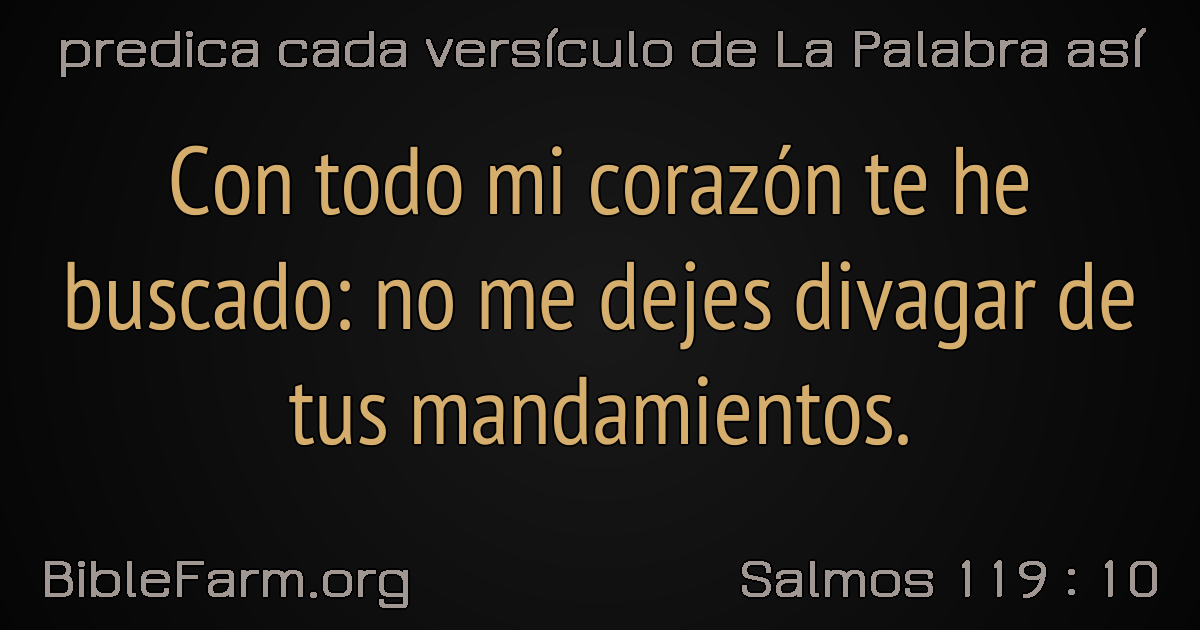 predica cada versículo de La Palabra así
Con todo mi corazón te he
buscado: no me dejes divagar de
tus mandamientos.
BibleFarm.org
Salmos 119 : 10